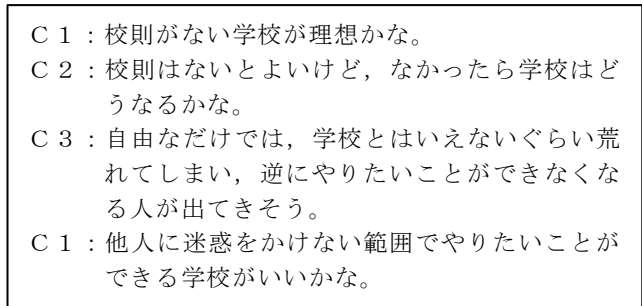 Ｃ１：校則がない学校が理想かな。
Ｃ２：校則はないとよいけど，なかったら学校はど
うなるかな。
Ｃ３：自由なだけでは，学校とはいえないぐらい荒
れてしまい，逆にやりたいことができなくな
る人が出てきそう。
Ｃ１：他人に迷惑をかけない範囲でやりたいことが
できる学校がいいかな。